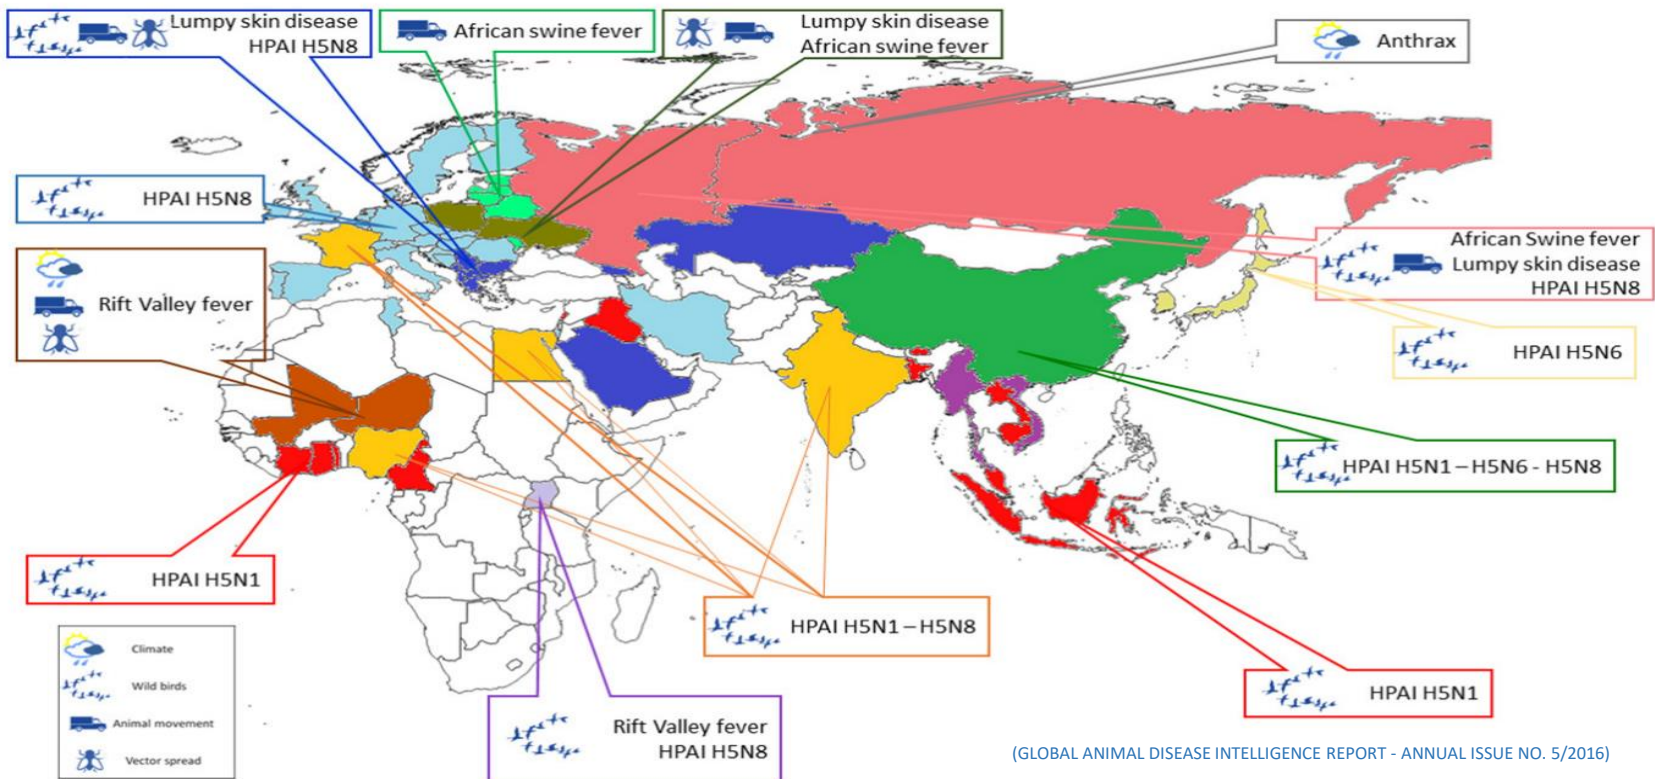 Lumpy skin disease
HPAI H5N8
African swine fever
Lumpy skin disease
African swine fever
Anthrax
HPAI H5N8
Rift Valley fever
African Swine fever
Lumpy skin disease
HPAI H5N8
HPAI H5N6
HPAI H5N1 – H5N6 - H5N8
HPAI H5N1
HPAI H5N1 – H5N8
HPAI H5N1
Rift Valley fever
HPAI H5N8
Climate
Wild birds
Animal movement
Vector spread
(GLOBAL ANIMAL DISEASE INTELLIGENCE REPORT - ANNUAL ISSUE NO. 5/2016)